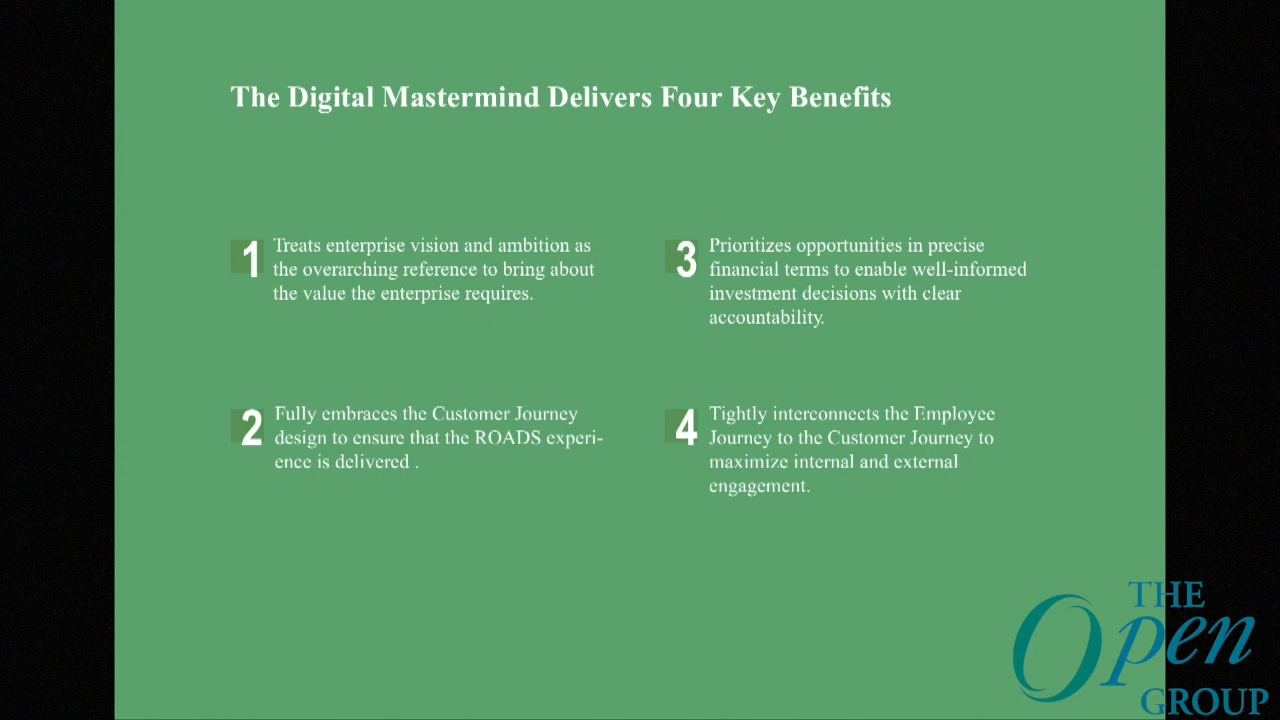 The Digital Mastermind Delivers Four Key Benefits
1
Treats enterprise vision and ambition as
the overarching reference to bring about
the value the enterprise requires.
2
Fully embraces the Customer Journey
design to ensure that the ROADS experi-
ence is delivered .
3
Prioritizes opportunities in precise
financial terms to enable well-informed
investment decisions with clear
accountability.
4
Tightly interconnects the Employee
Journey to the Customer Journey to
maximize internal and external
engagement.
THE
Open
GROUP